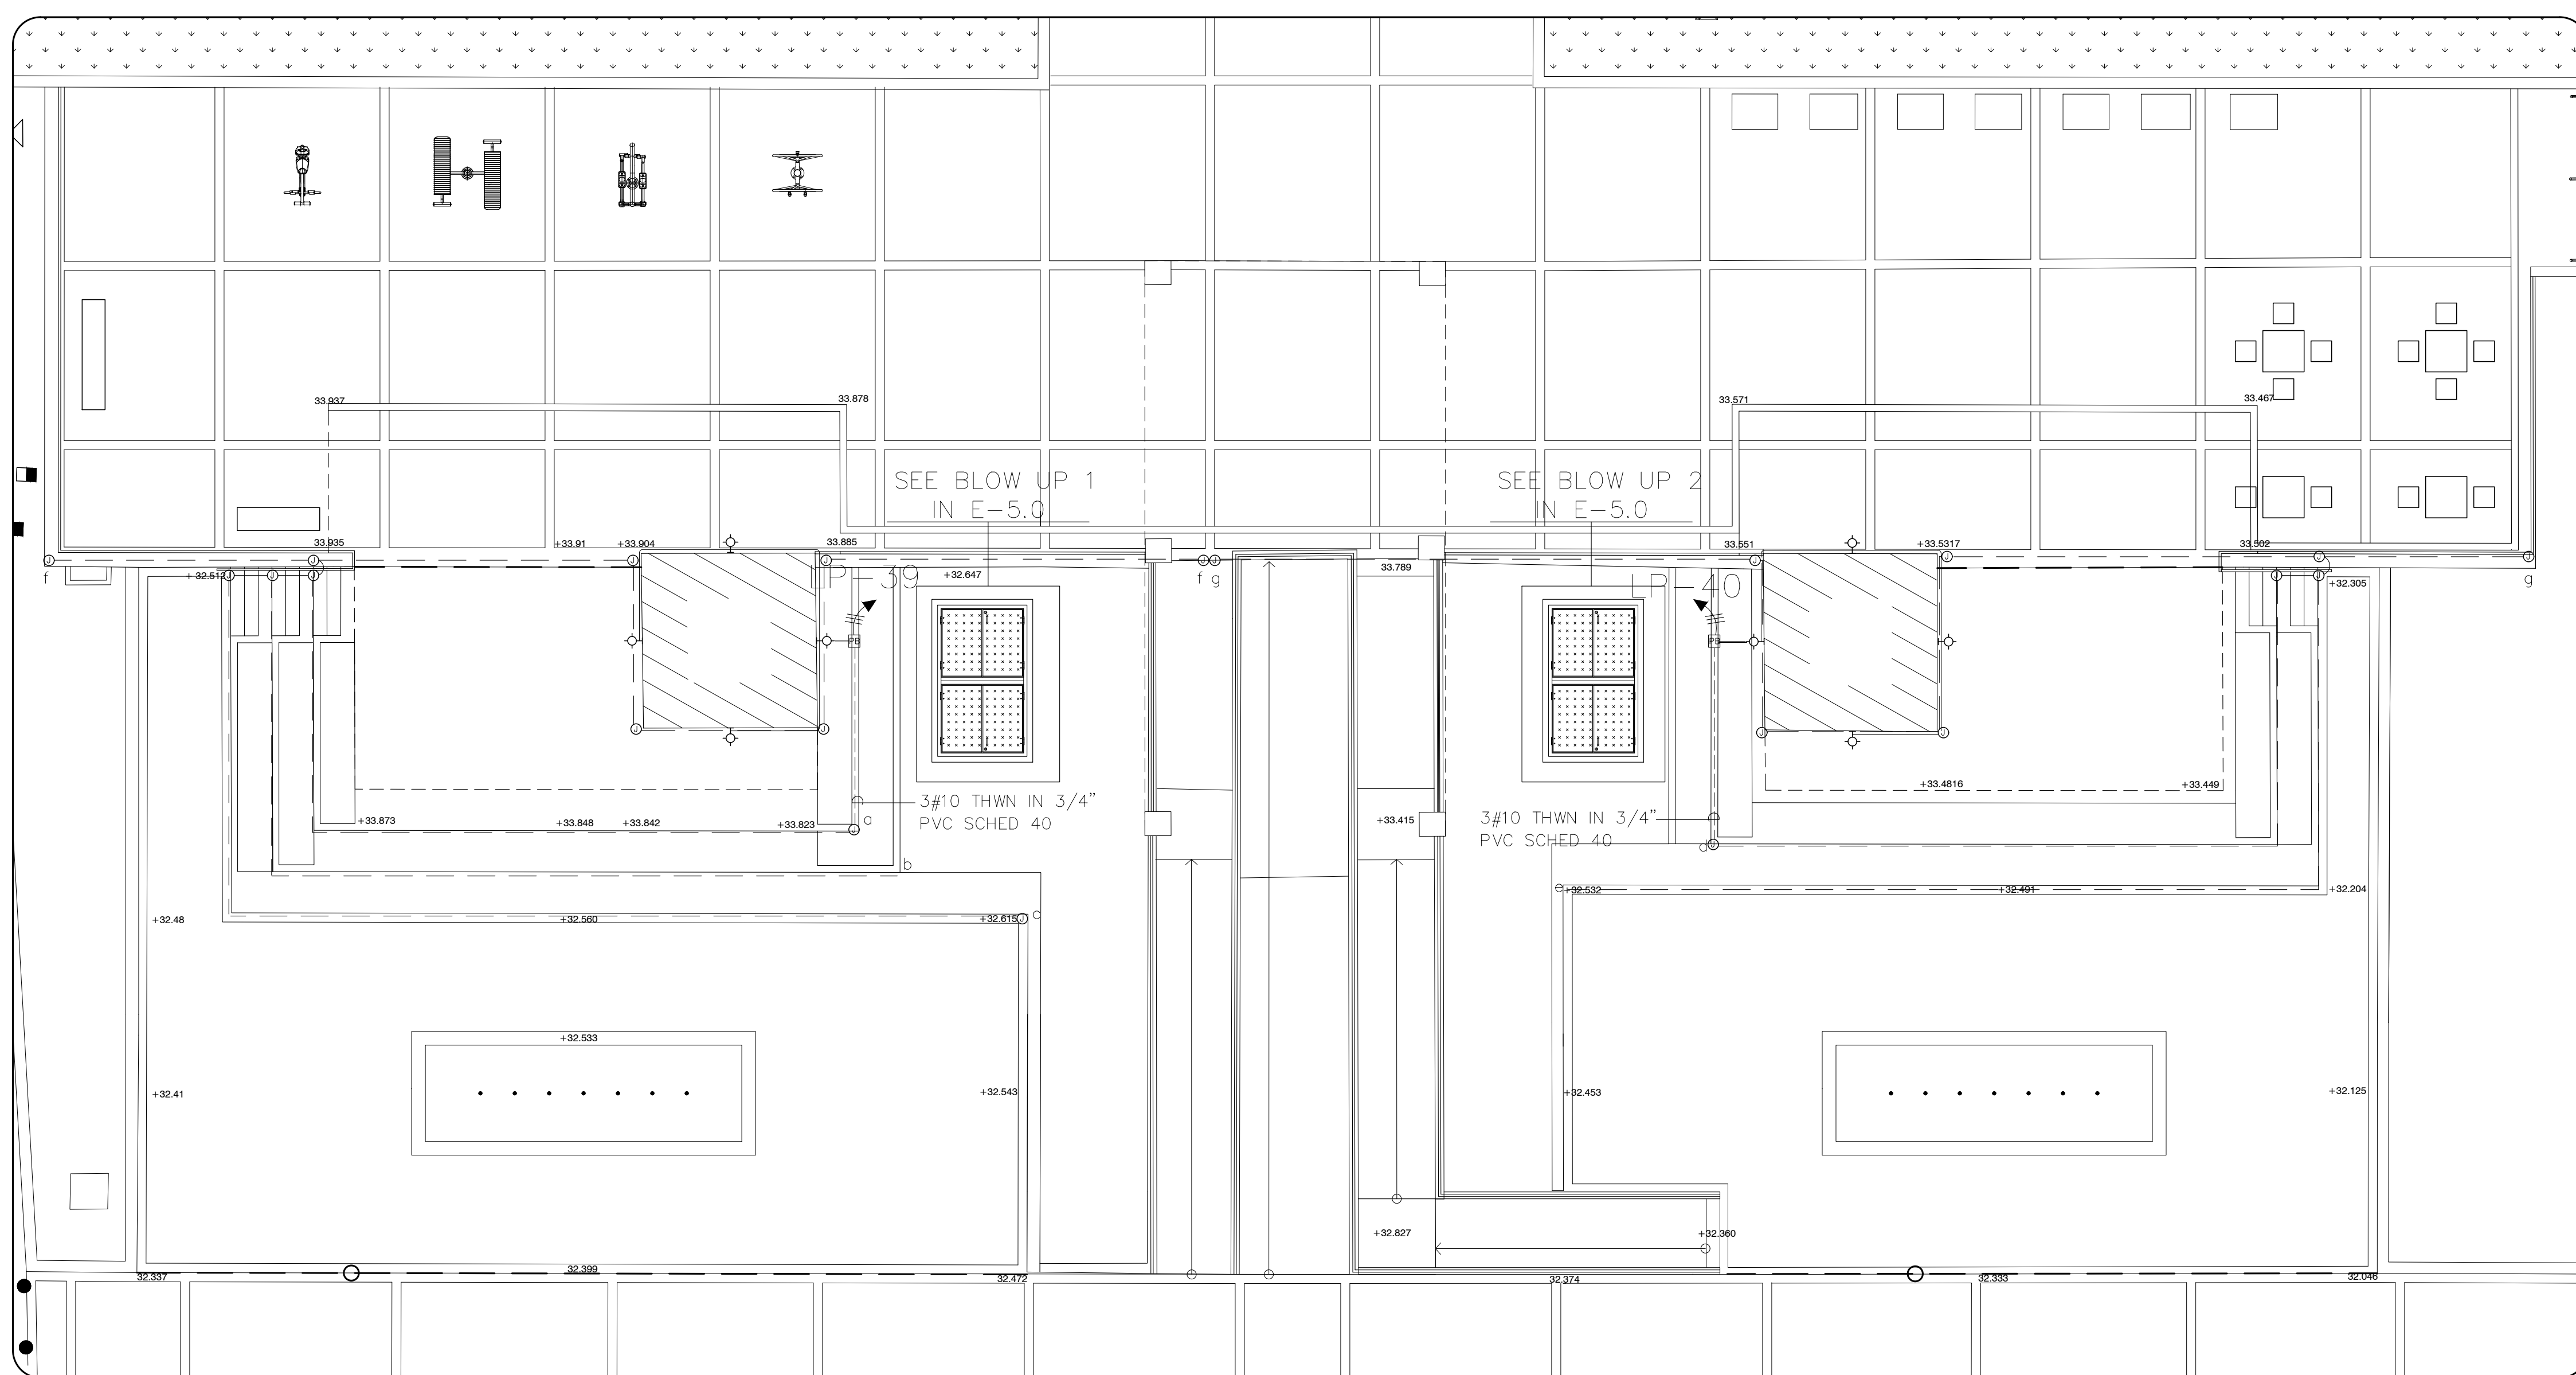 33.937
33.878
33.571
33.467
SEE BLOW UP 1
IN E-5.0
SEE BLOW UP 2
IN E-5.0
33.935
+33.91
+33.904
33.885
33.551
+33.5317
33.502
J
J
J
J
J
J
J
J
J
J
f
f g
g
33.789
+32.512
J
J
J
LP-39
+32.647
LP-40
J
J
+32.305
PB
PB
J
J
J
J
+33.4816
+33.449
3#10 THWN IN 3/4"
PVC SCHED 40
3#10 THWN IN 3/4"
PVC SCHED 40
+33.873
+33.848
+33.842
+33.823
J
a
+33.415
d
J
b
+32.48
+32.560
+32.615
J
c
e
+32.532
+32.491
+32.204
+32.533
+32.41
+32.543
+32.453
+32.125
+32.827
+32.360
32.337
32.399
32.472
32.374
32.333
32.046